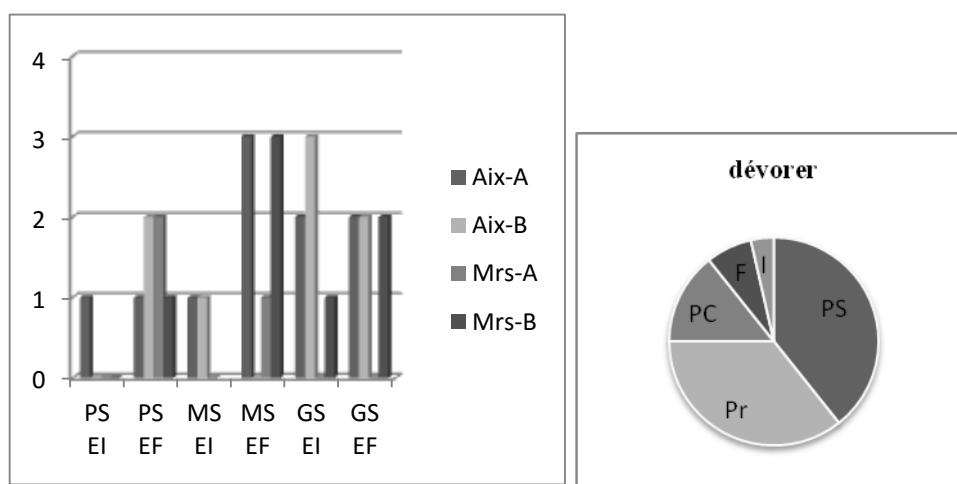 4
3
2
1
0
PS PS MS MS GS GS
EI EF EI EF EI EF
Aix-A
Aix-B
Mrs-A
Mrs-B
dévorer
PS
Pr
PC
F
I